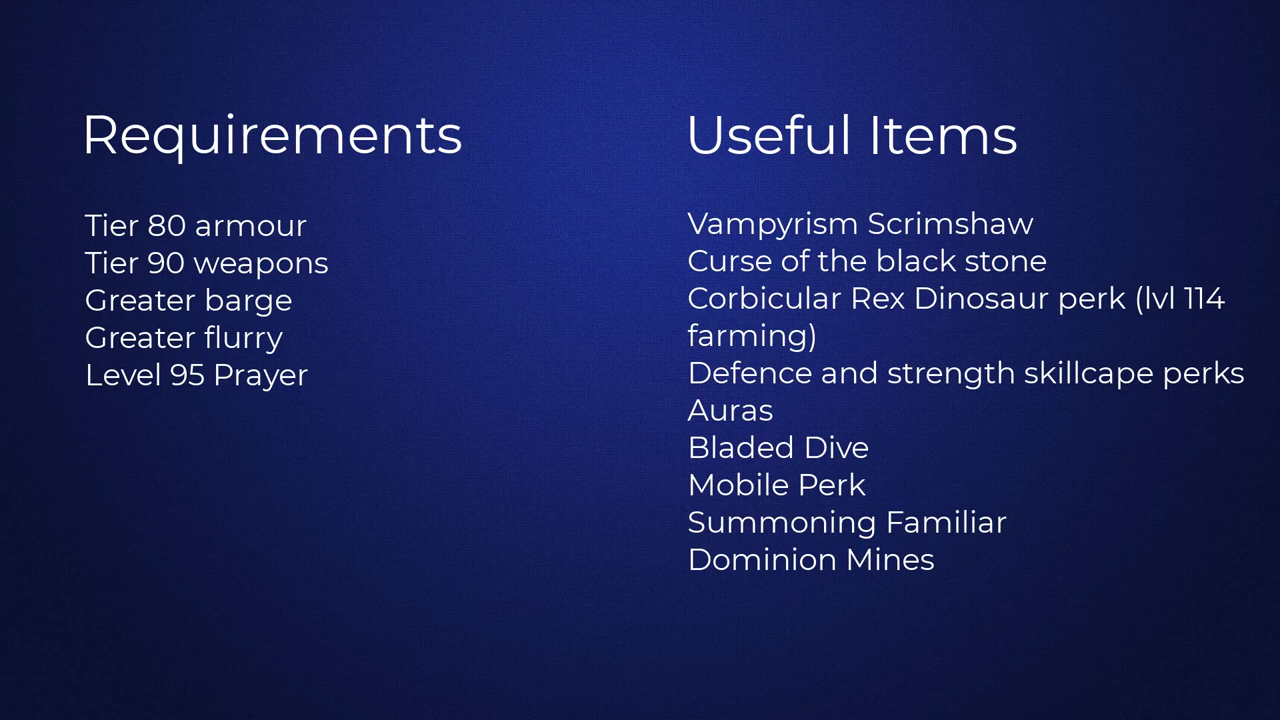 Requirements
Tier 80 armour
Tier 90 weapons
Greater barge
Greater flurry
Level 95 Prayer
Useful Items
Vampyrism Scrimshaw
Curse of the black stone
Corbicular Rex Dinosaur perk (lvl 114
farming)
Defence and strength skillcape perks
Auras
Bladed Dive
Mobile Perk
Summoning Familiar
Dominion Mines